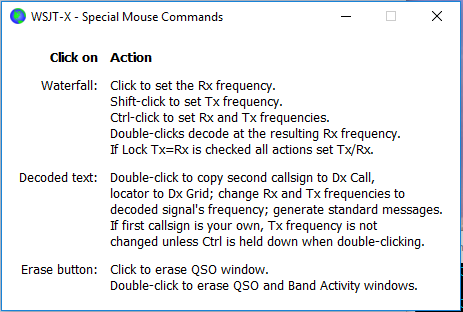 WSJT-X - Special Mouse Commands
Click on Action
Waterfall: Click to set the Rx frequency.
Shift-click to set Tx frequency.
Ctrl-click to set Rx and Tx frequencies.
Double-clicks decode at the resulting Rx frequency.
If Lock Tx=Rx is checked all actions set Tx/Rx.
Decoded text: Double-click to copy second callsign to Dx Call,
locator to Dx Grid; change Rx and Tx frequencies to
decoded signal's frequency; generate standard messages.
If first callsign is your own, Tx frequency is not
changed unless Ctrl is held down when double-clicking.
Erase button: Click to erase QSO window.
Double-click to erase QSO and Band Activity windows.